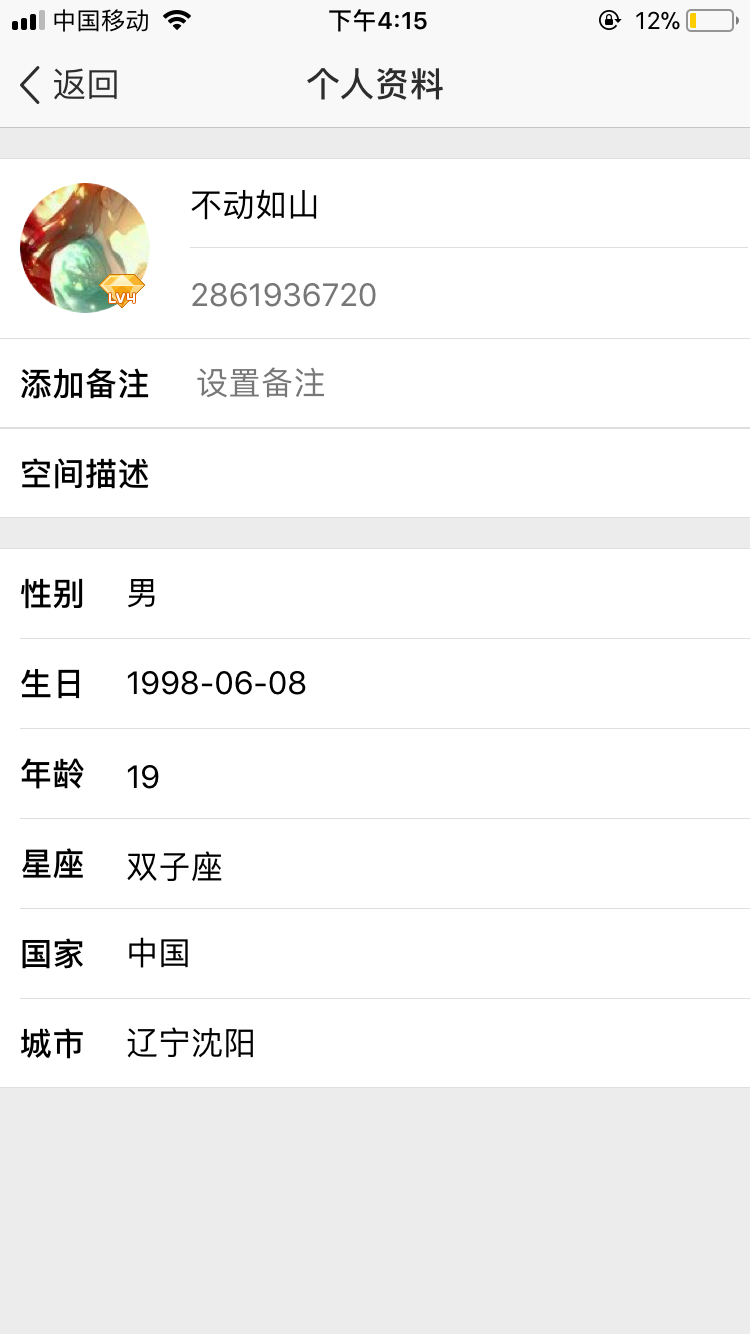 中国移动 下午4:15 12%
返回 个人资料
不动如山
LV4
2861936720
添加备注 设置备注
空间描述
性别 男
生日 1998-06-08
年龄 19
星座 双子座
国家 中国
城市 辽宁沈阳